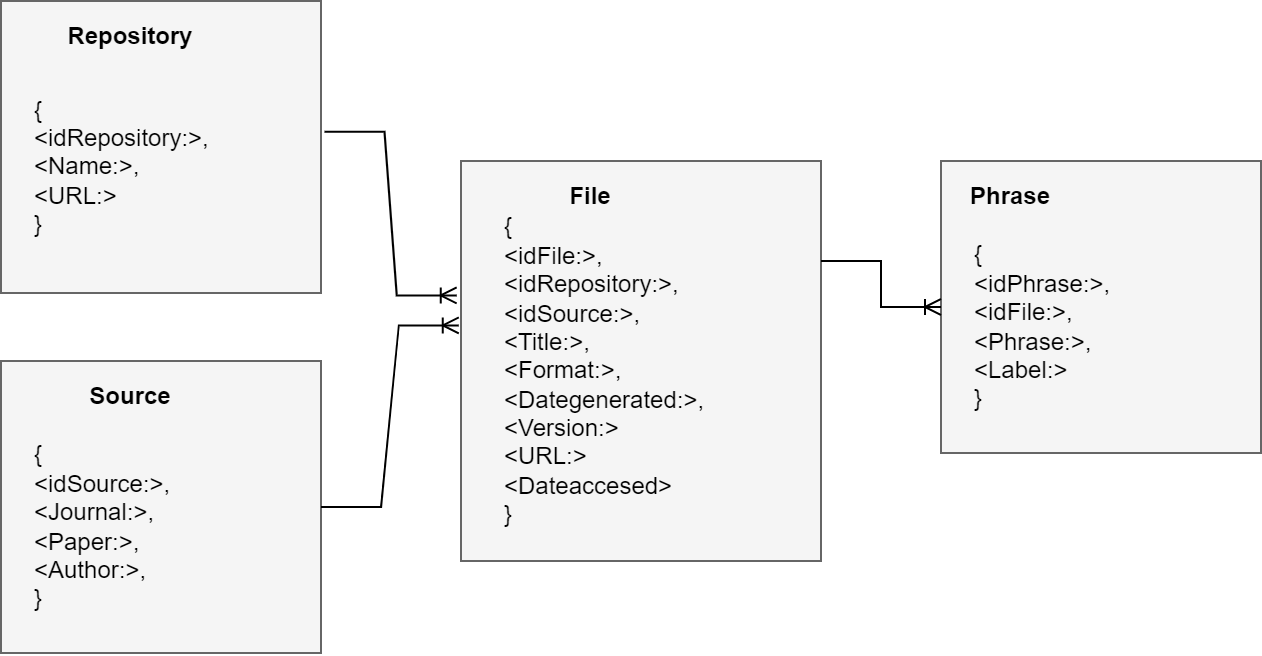 Repository
{
<idRepository:>,
<Name:>,
<URL:>
}
Source
{
<idSource:>,
<Journal:>,
<Paper:>,
<Author:>,
}
File
{
<idFile:>,
<idRepository:>,
<idSource:>,
<Title:>,
<Format:>,
<Dategenerated:>,
<Version:>
<URL:>
<Dateaccesed>
}
Phrase
{
<idPhrase:>,
<idFile:>,
<Phrase:>,
<Label:>
}